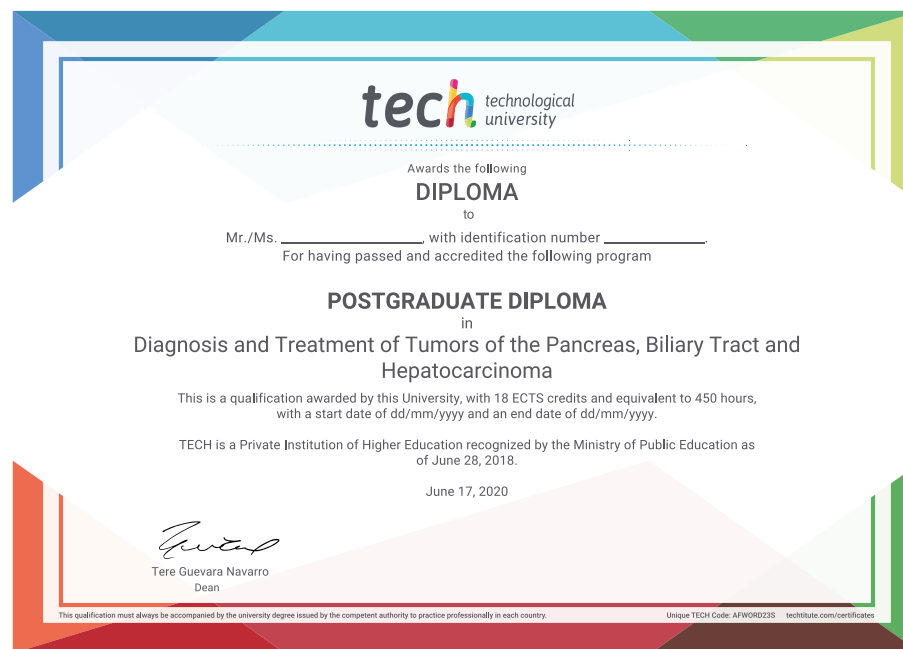 tech technological
university
Awards the following
DIPLOMA
to
Mr./Ms. ____________________, with identification number ______________.
For having passed and accredited the following program
POSTGRADUATE DIPLOMA
in
Diagnosis and Treatment of Tumors of the Pancreas, Biliary Tract and
Hepatocarcinoma
This is a qualification awarded by this University, with 18 ECTS credits and equivalent to 450 hours,
with a start date of dd/mm/yyyy and an end date of dd/mm/yyyy.
TECH is a Private Institution of Higher Education recognized by the Ministry of Public Education as
of June 28, 2018.
June 17, 2020
Tere Guevara Navarro
Dean
This qualification must always be accompanied by the university degree issued by the competent authority to practice professionally in each country.
Unique TECH Code: AFWORD23S techtitute.com/certificates